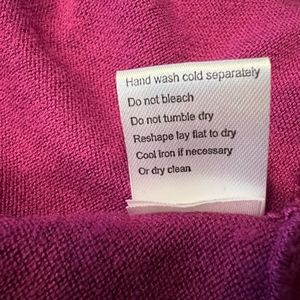 Hand wash cold separately
Do not bleach
Do not tumble dry
Reshape lay flat to dry
Cool Iron if necessary
Or dry clean